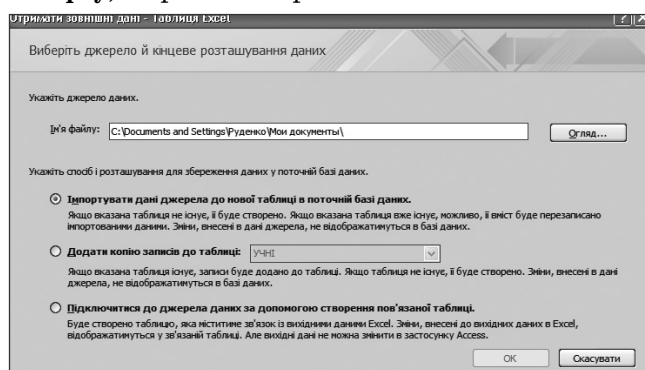 Отримати зовнішні дані - Таблиця Excel
Виберіть джерело й кінцеве розташування даних
Укажіть джерело даних.
Ім'я файлу: C:\Documents and Settings\Руденко\Мои документы\ Огляд...
Укажіть спосіб і розташування для збереження даних у поточній базі даних.
Імпортувати дані джерела до нової таблиці в поточній базі даних.
Якщо вказана таблиця не існує, її буде створено. Якщо вказана таблиця вже існує, можливо, її вміст буде перезаписано
імпортованими даними. Зміни, внесені в дані джерела, не відображатимуться в базі даних.
Додати копію записів до таблиці: УЧНІ
Якщо вказана таблиця існує, записи буде додано до таблиці. Якщо таблиця не існує, її буде створено. Зміни, внесені в дані
джерела, не відображатимуться в базі даних.
Підключитися до джерела даних за допомогою створення пов'язаної таблиці.
Буде створено таблицю, яка міститиме зв'язок із вихідними даними Excel. Зміни, внесені до вихідних даних в Excel,
відображатимуться у зв'язаній таблиці. Але вихідні дані не можна змінити в застосунку Access.
OK Скасувати